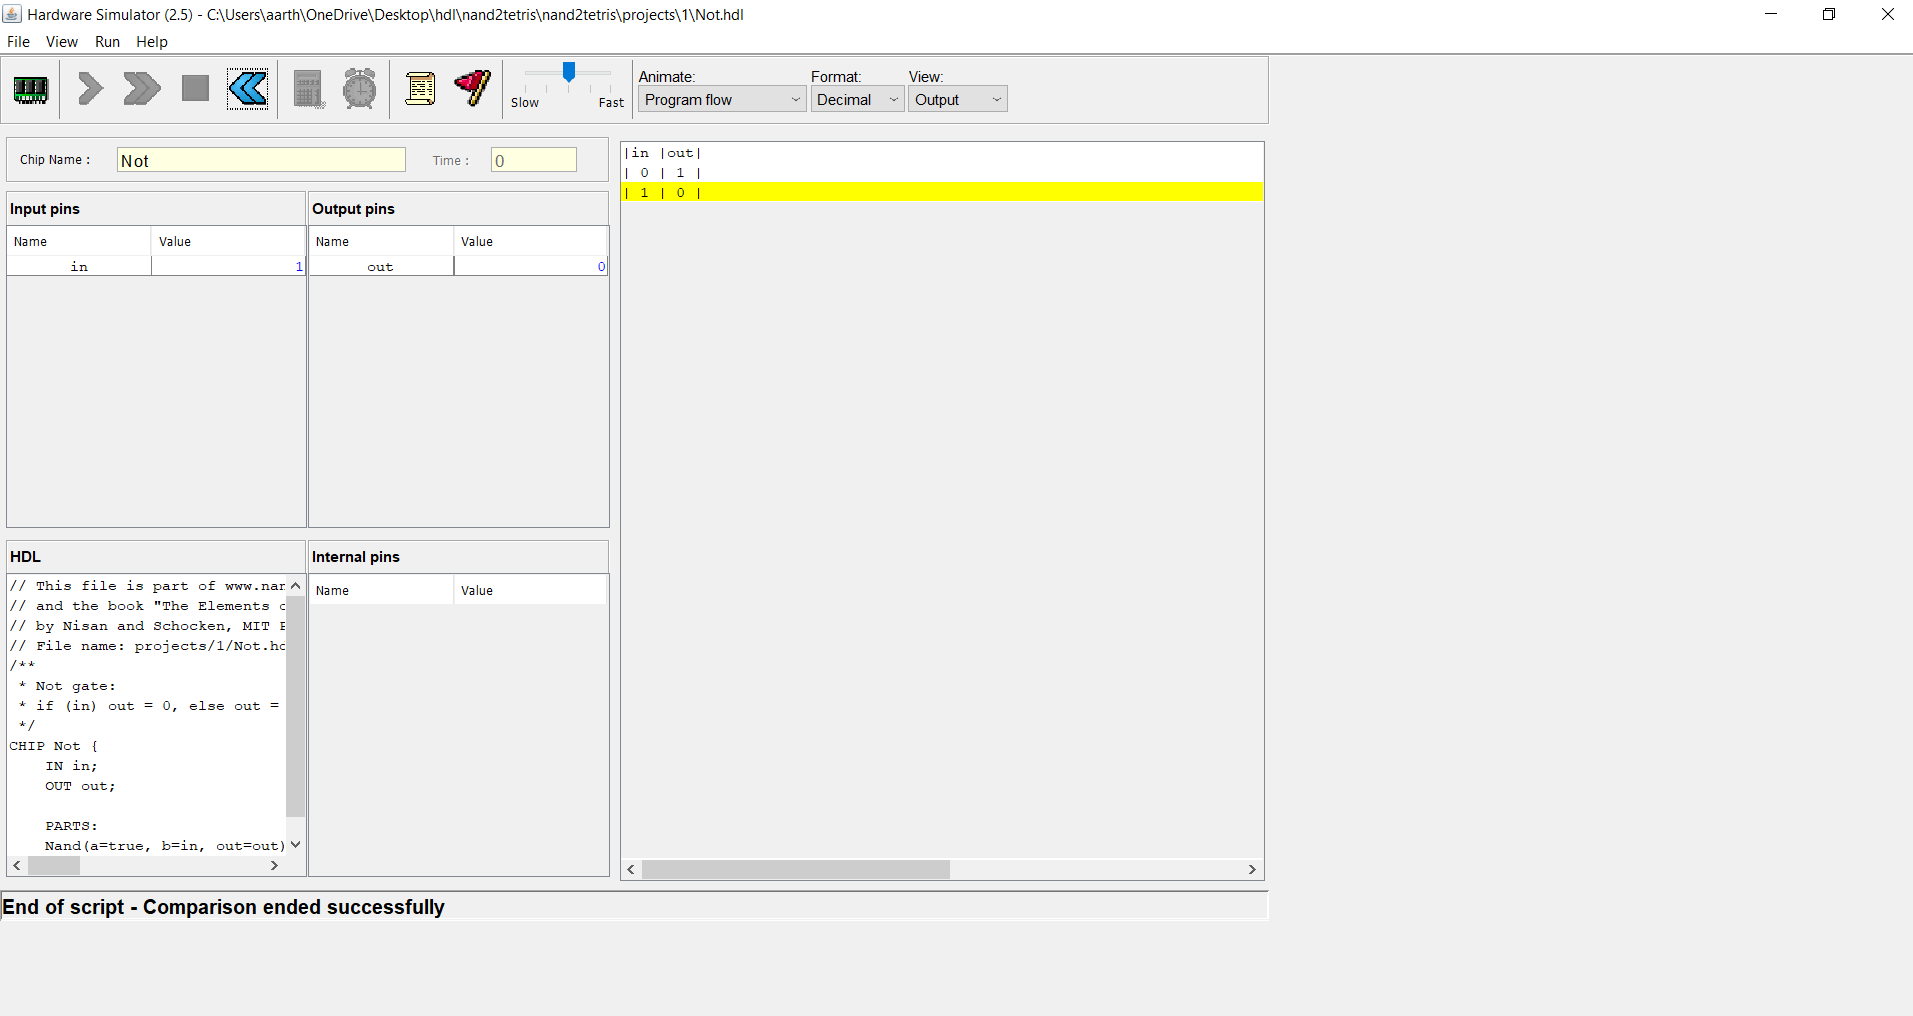 Hardware Simulator (2.5) - C:\Users\aarth\OneDrive\Desktop\hdl\nand2tetris\nand2tetris\projects\1\Not.hdl
File View Run Help
Slow Fast
Animate: Format: View:
Program flow Decimal Output
Chip Name : Not Time : 0
Input pins
Name Value
in 1
Output pins
Name Value
out 0
HDL
// This file is part of www.nan
// and the book "The Elements o
// by Nisan and Schocken, MIT P
// File name: projects/1/Not.hd
/**
 * Not gate:
 * if (in) out = 0, else out =
 */
CHIP Not {
    IN in;
    OUT out;
    PARTS:
    Nand(a=true, b=in, out=out)
Internal pins
Name Value
|in |out|
| 0 | 1 |
| 1 | 0 |
End of script - Comparison ended successfully